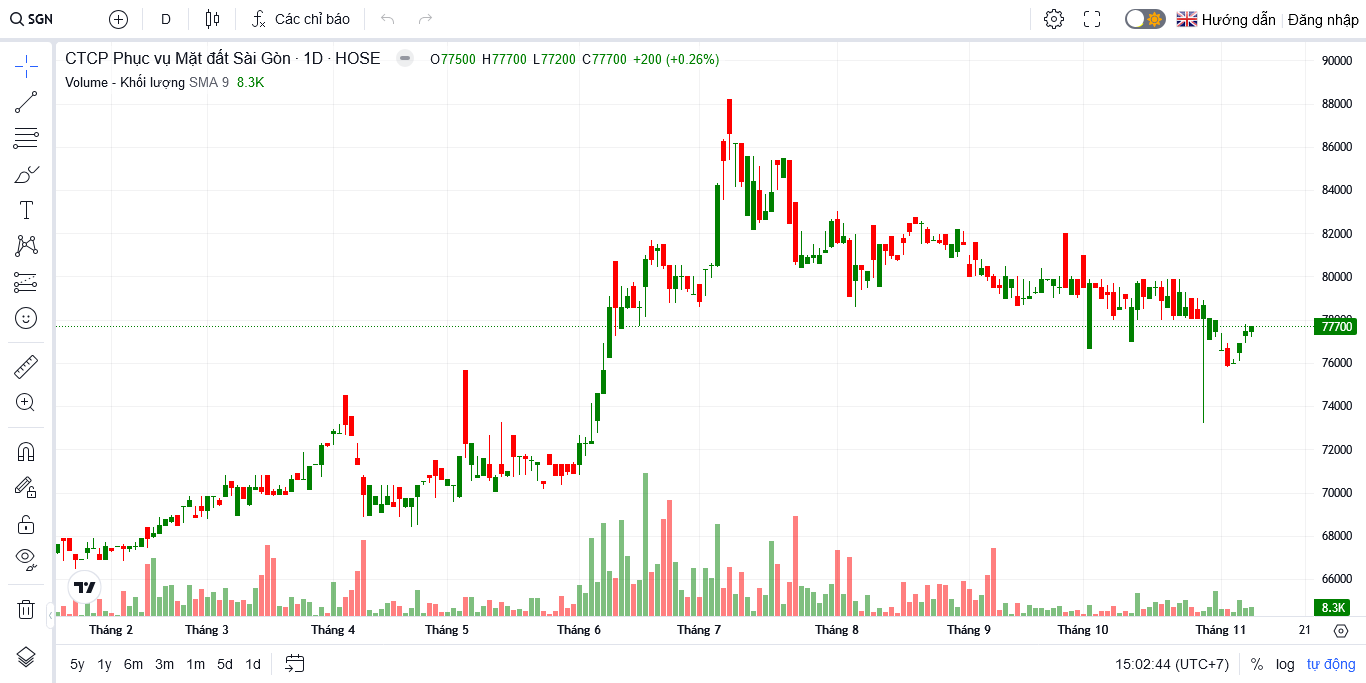 SGN D Các chỉ báo Hướng dẫn Đăng nhập
CTCP Phục vụ Mặt đất Sài Gòn · 1D · HOSE O77500 H77700 L77200 C77700 +200 (+0.26%)
Volume - Khối lượng SMA 9 8.3K
90000
88000
86000
84000
82000
80000
78000
77700
76000
74000
72000
70000
68000
66000
8.3K
Tháng 2 Tháng 3 Tháng 4 Tháng 5 Tháng 6 Tháng 7 Tháng 8 Tháng 9 Tháng 10 Tháng 11 21
5y 1y 6m 3m 1m 5d 1d 15:02:44 (UTC+7) % log tự động